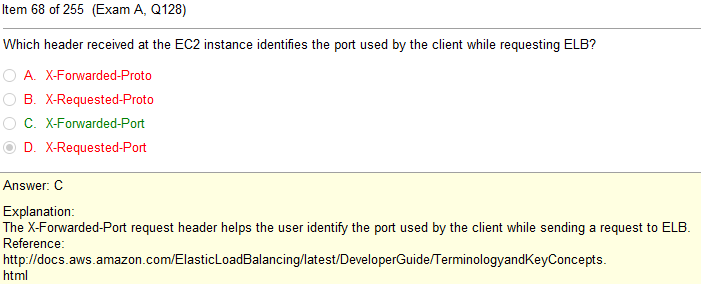 Item 68 of 255 (Exam A, Q128)
Which header received at the EC2 instance identifies the port used by the client while requesting ELB?
A. X-Forwarded-Proto
B. X-Requested-Proto
C. X-Forwarded-Port
D. X-Requested-Port
Answer: C
Explanation:
The X-Forwarded-Port request header helps the user identify the port used by the client while sending a request to ELB.
Reference:
http://docs.aws.amazon.com/ElasticLoadBalancing/latest/DeveloperGuide/TerminologyandKeyConcepts.
html